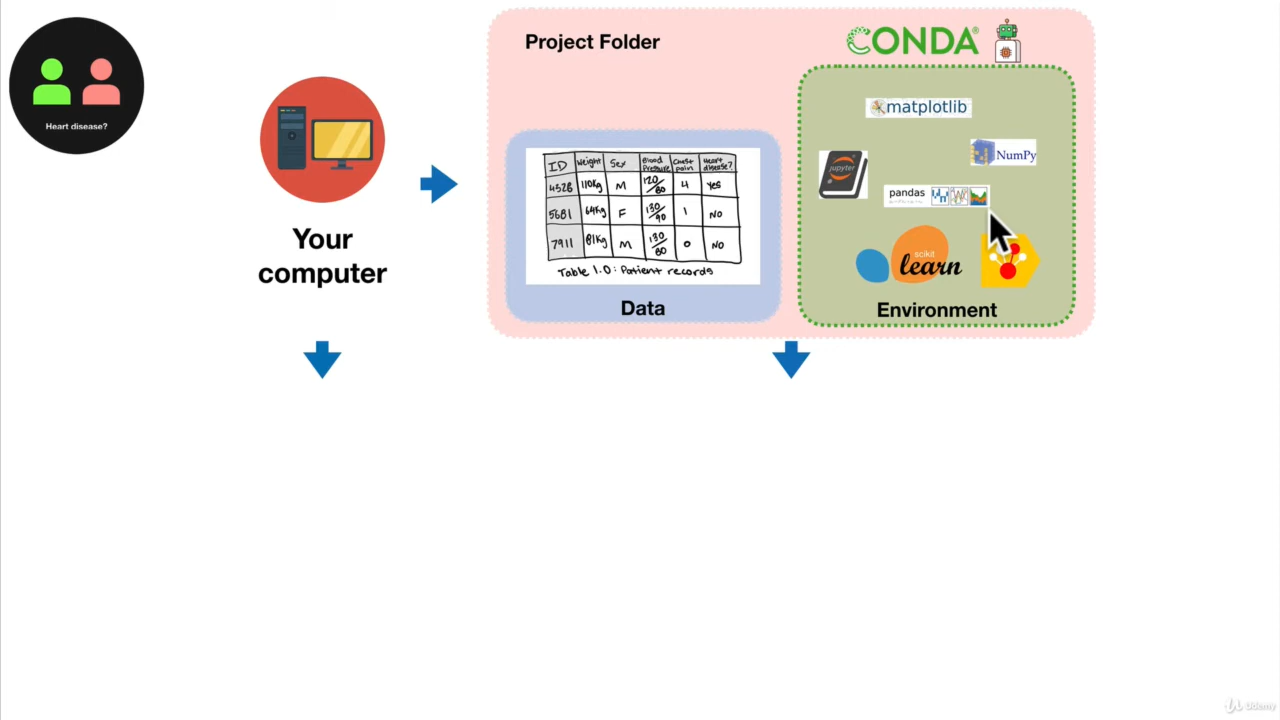 Heart disease?
Your
computer
Project Folder
CONDA
ID Weight Sex Blood Pressure Chest pain Heart disease?
4528 110kg M 120/80 4 Yes
5681 64kg F 130/90 1 No
7911 81kg M 130/80 0 No
Table 1.0: Patient records
Data
matplotlib
NumPy
jupyter
pandas
scikit
learn
Environment
Udemy